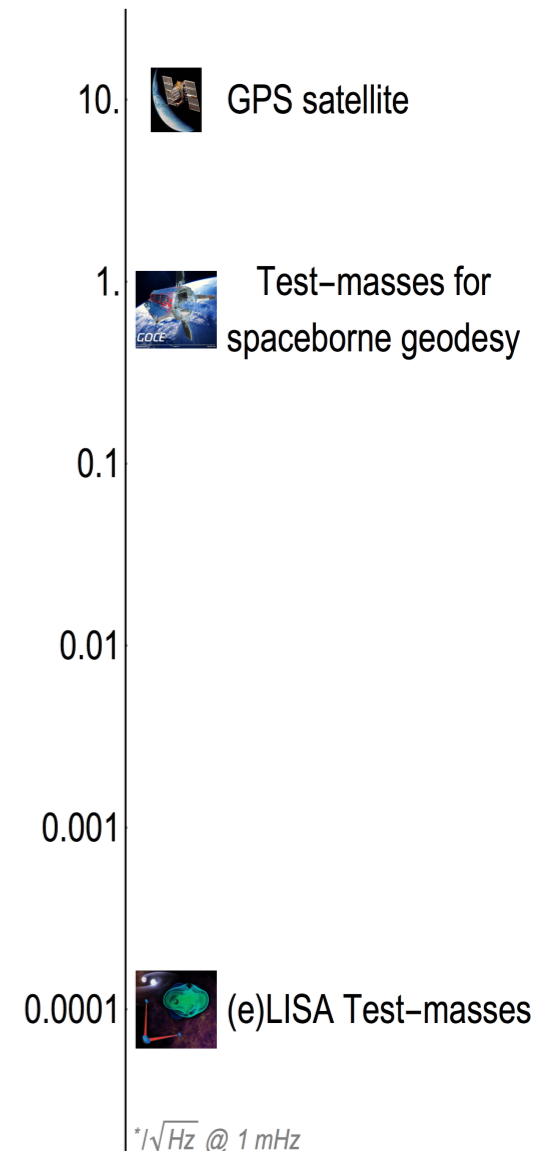 10. GPS satellite
1. Test–masses for
spaceborne geodesy
GOCE
0.1
0.01
0.001
0.0001 (e)LISA Test–masses
*/√Hz @ 1 mHz